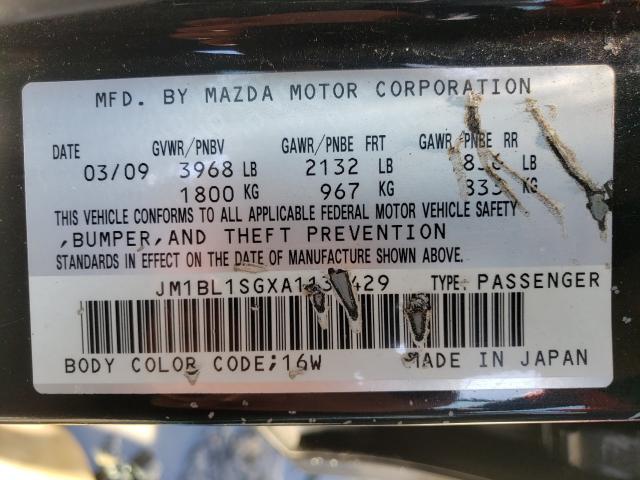 MFD. BY MAZDA MOTOR CORPORATION
DATE GVWR/PNBV GAWR/PNBE FRT GAWR/PNBE RR
03/09 3968 LB 2132 LB LB
1800 KG 967 KG KG
THIS VEHICLE CONFORMS TO ALL APPLICABLE FEDERAL MOTOR VEHICLE SAFETY
,BUMPER,AND THEFT PREVENTION
STANDARDS IN EFFECT ON THE DATE OF MANUFACTURE SHOWN ABOVE.
TYPE: PASSENGER
BODY COLOR CODE;16W MADE IN JAPAN